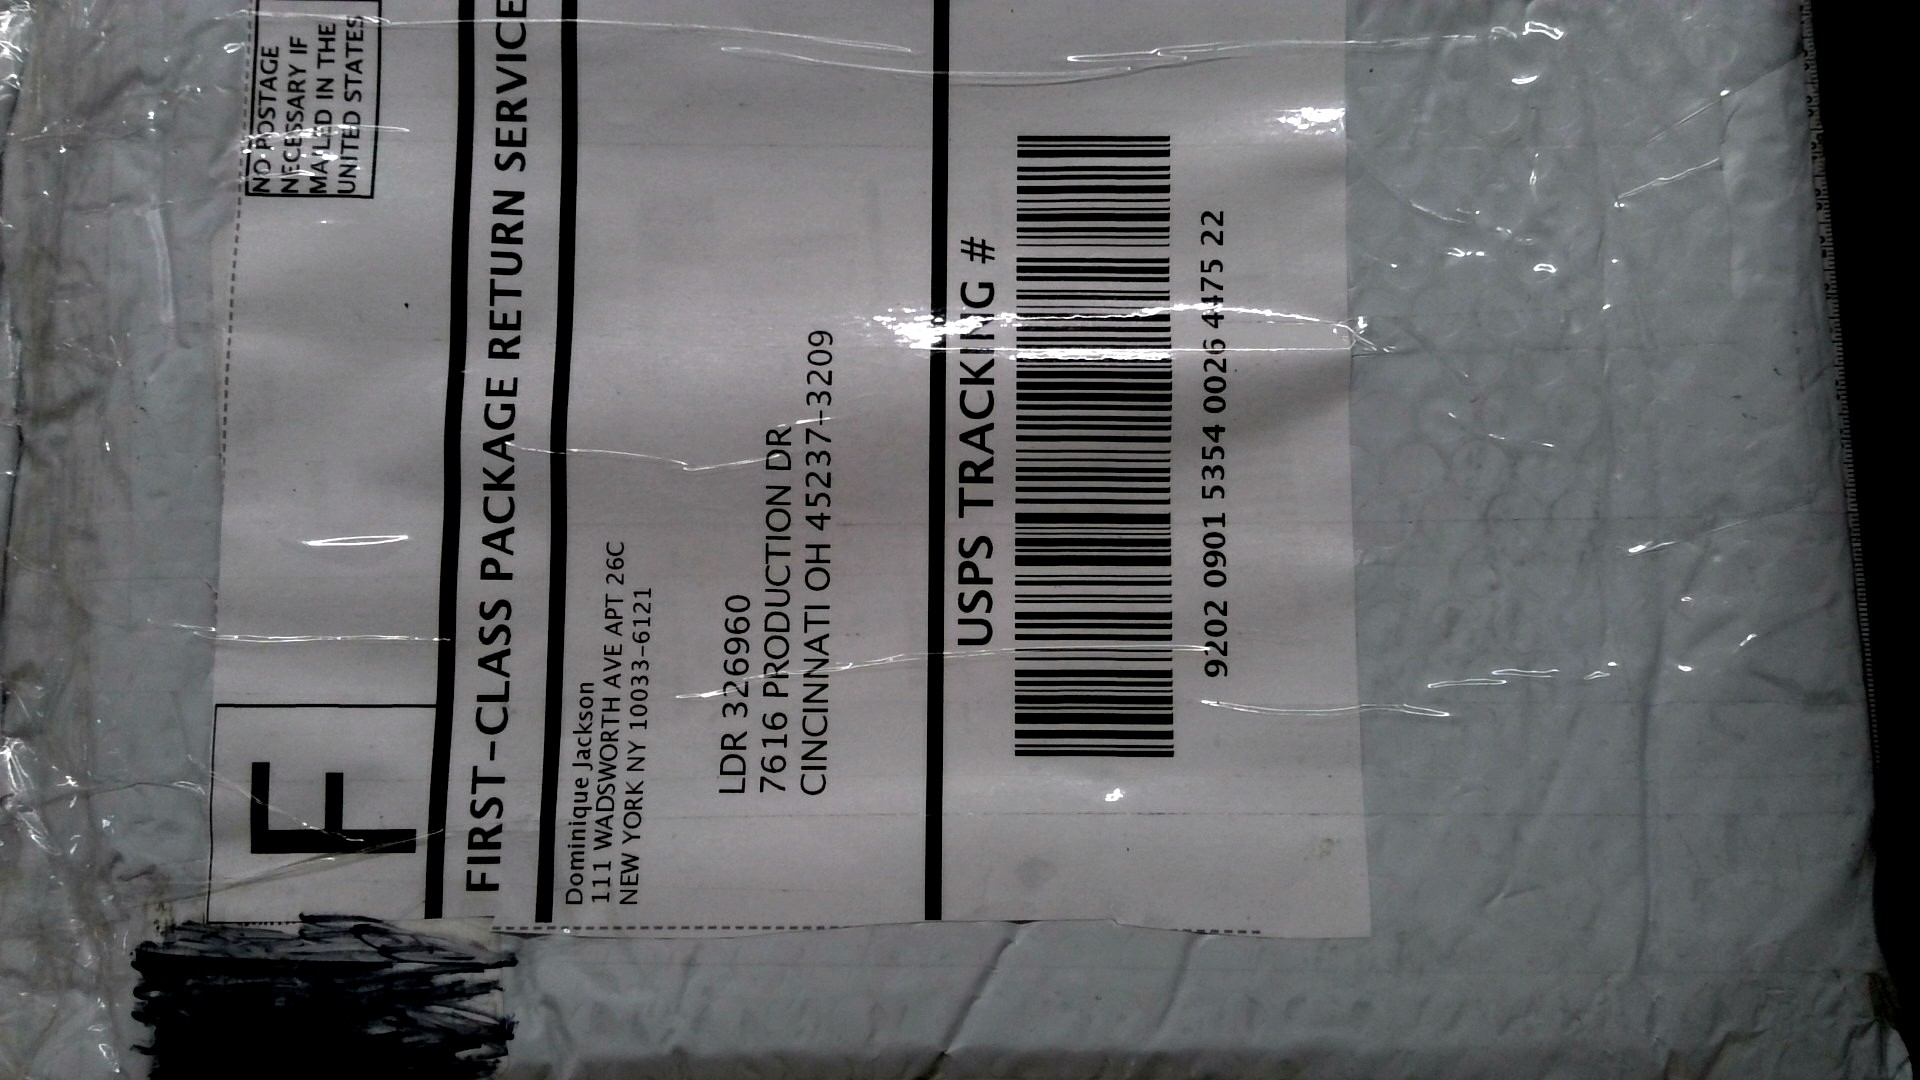 NO POSTAGE
NECESSARY IF
MAILED IN THE
UNITED STATES
F
FIRST-CLASS PACKAGE RETURN SERVICE
Dominique Jackson
111 WADSWORTH AVE APT 26C
NEW YORK NY 10033-6121
LDR 326960
7616 PRODUCTION DR
CINCINNATI OH 45237-3209
USPS TRACKING #
9202 0901 5354 0026 4475 22